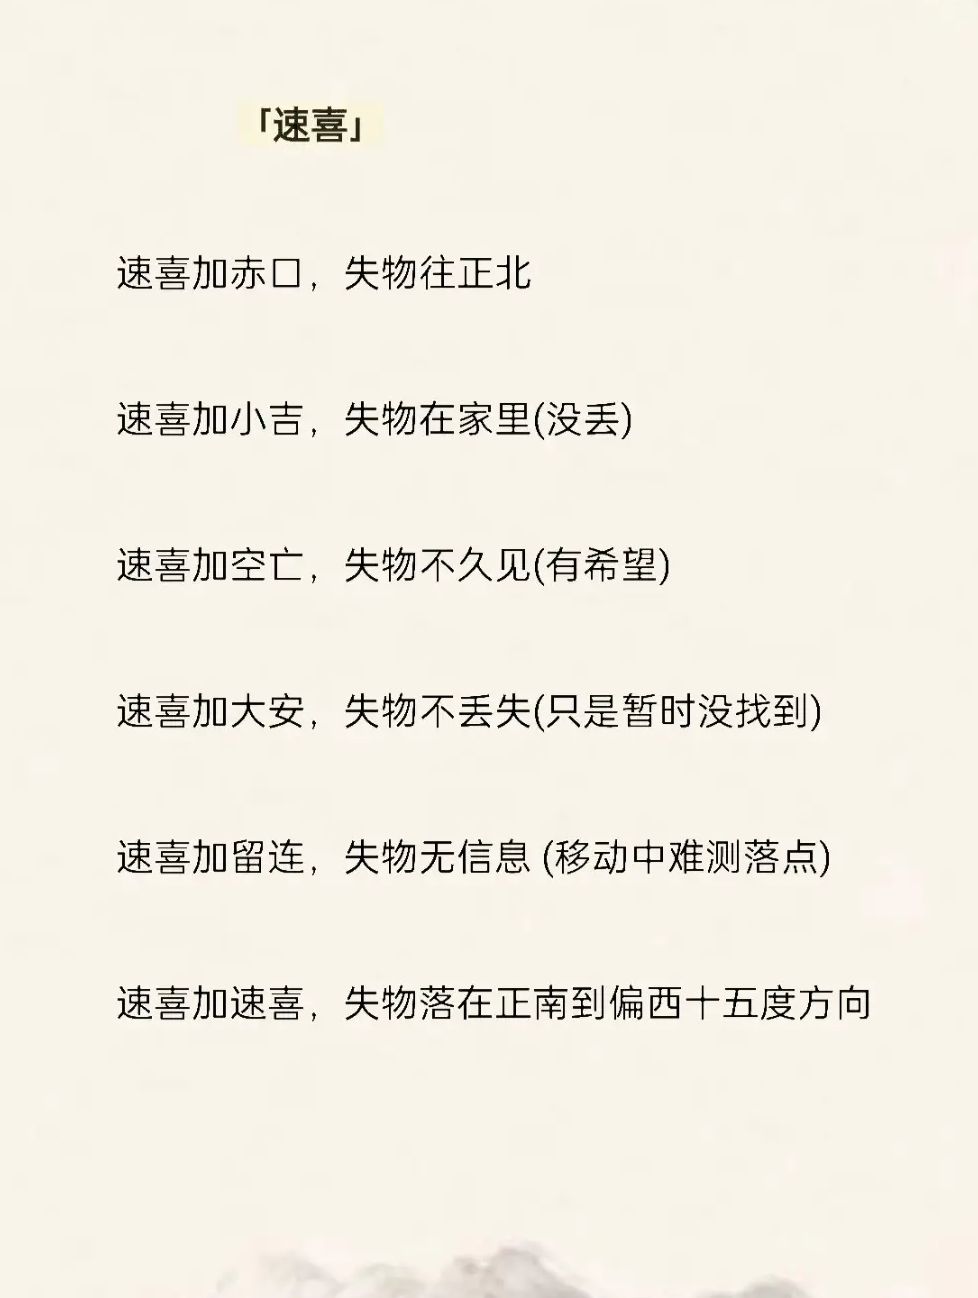 「速喜」
速喜加赤口，失物往正北
速喜加小吉，失物在家里(没丢)
速喜加空亡，失物不久见(有希望)
速喜加大安，失物不丢失(只是暂时没找到)
速喜加留连，失物无信息 (移动中难测落点)
速喜加速喜，失物落在正南到偏西十五度方向